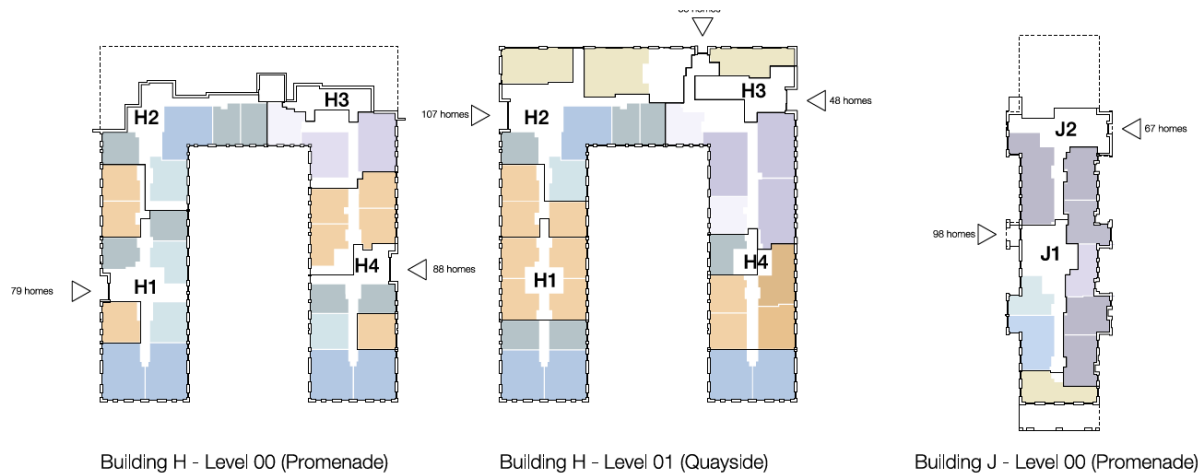 107 homes
48 homes
H2
H3
H2
H3
J2
67 homes
98 homes
J1
H4
88 homes
H4
79 homes
H1
H1
Building H - Level 00 (Promenade)
Building H - Level 01 (Quayside)
Building J - Level 00 (Promenade)